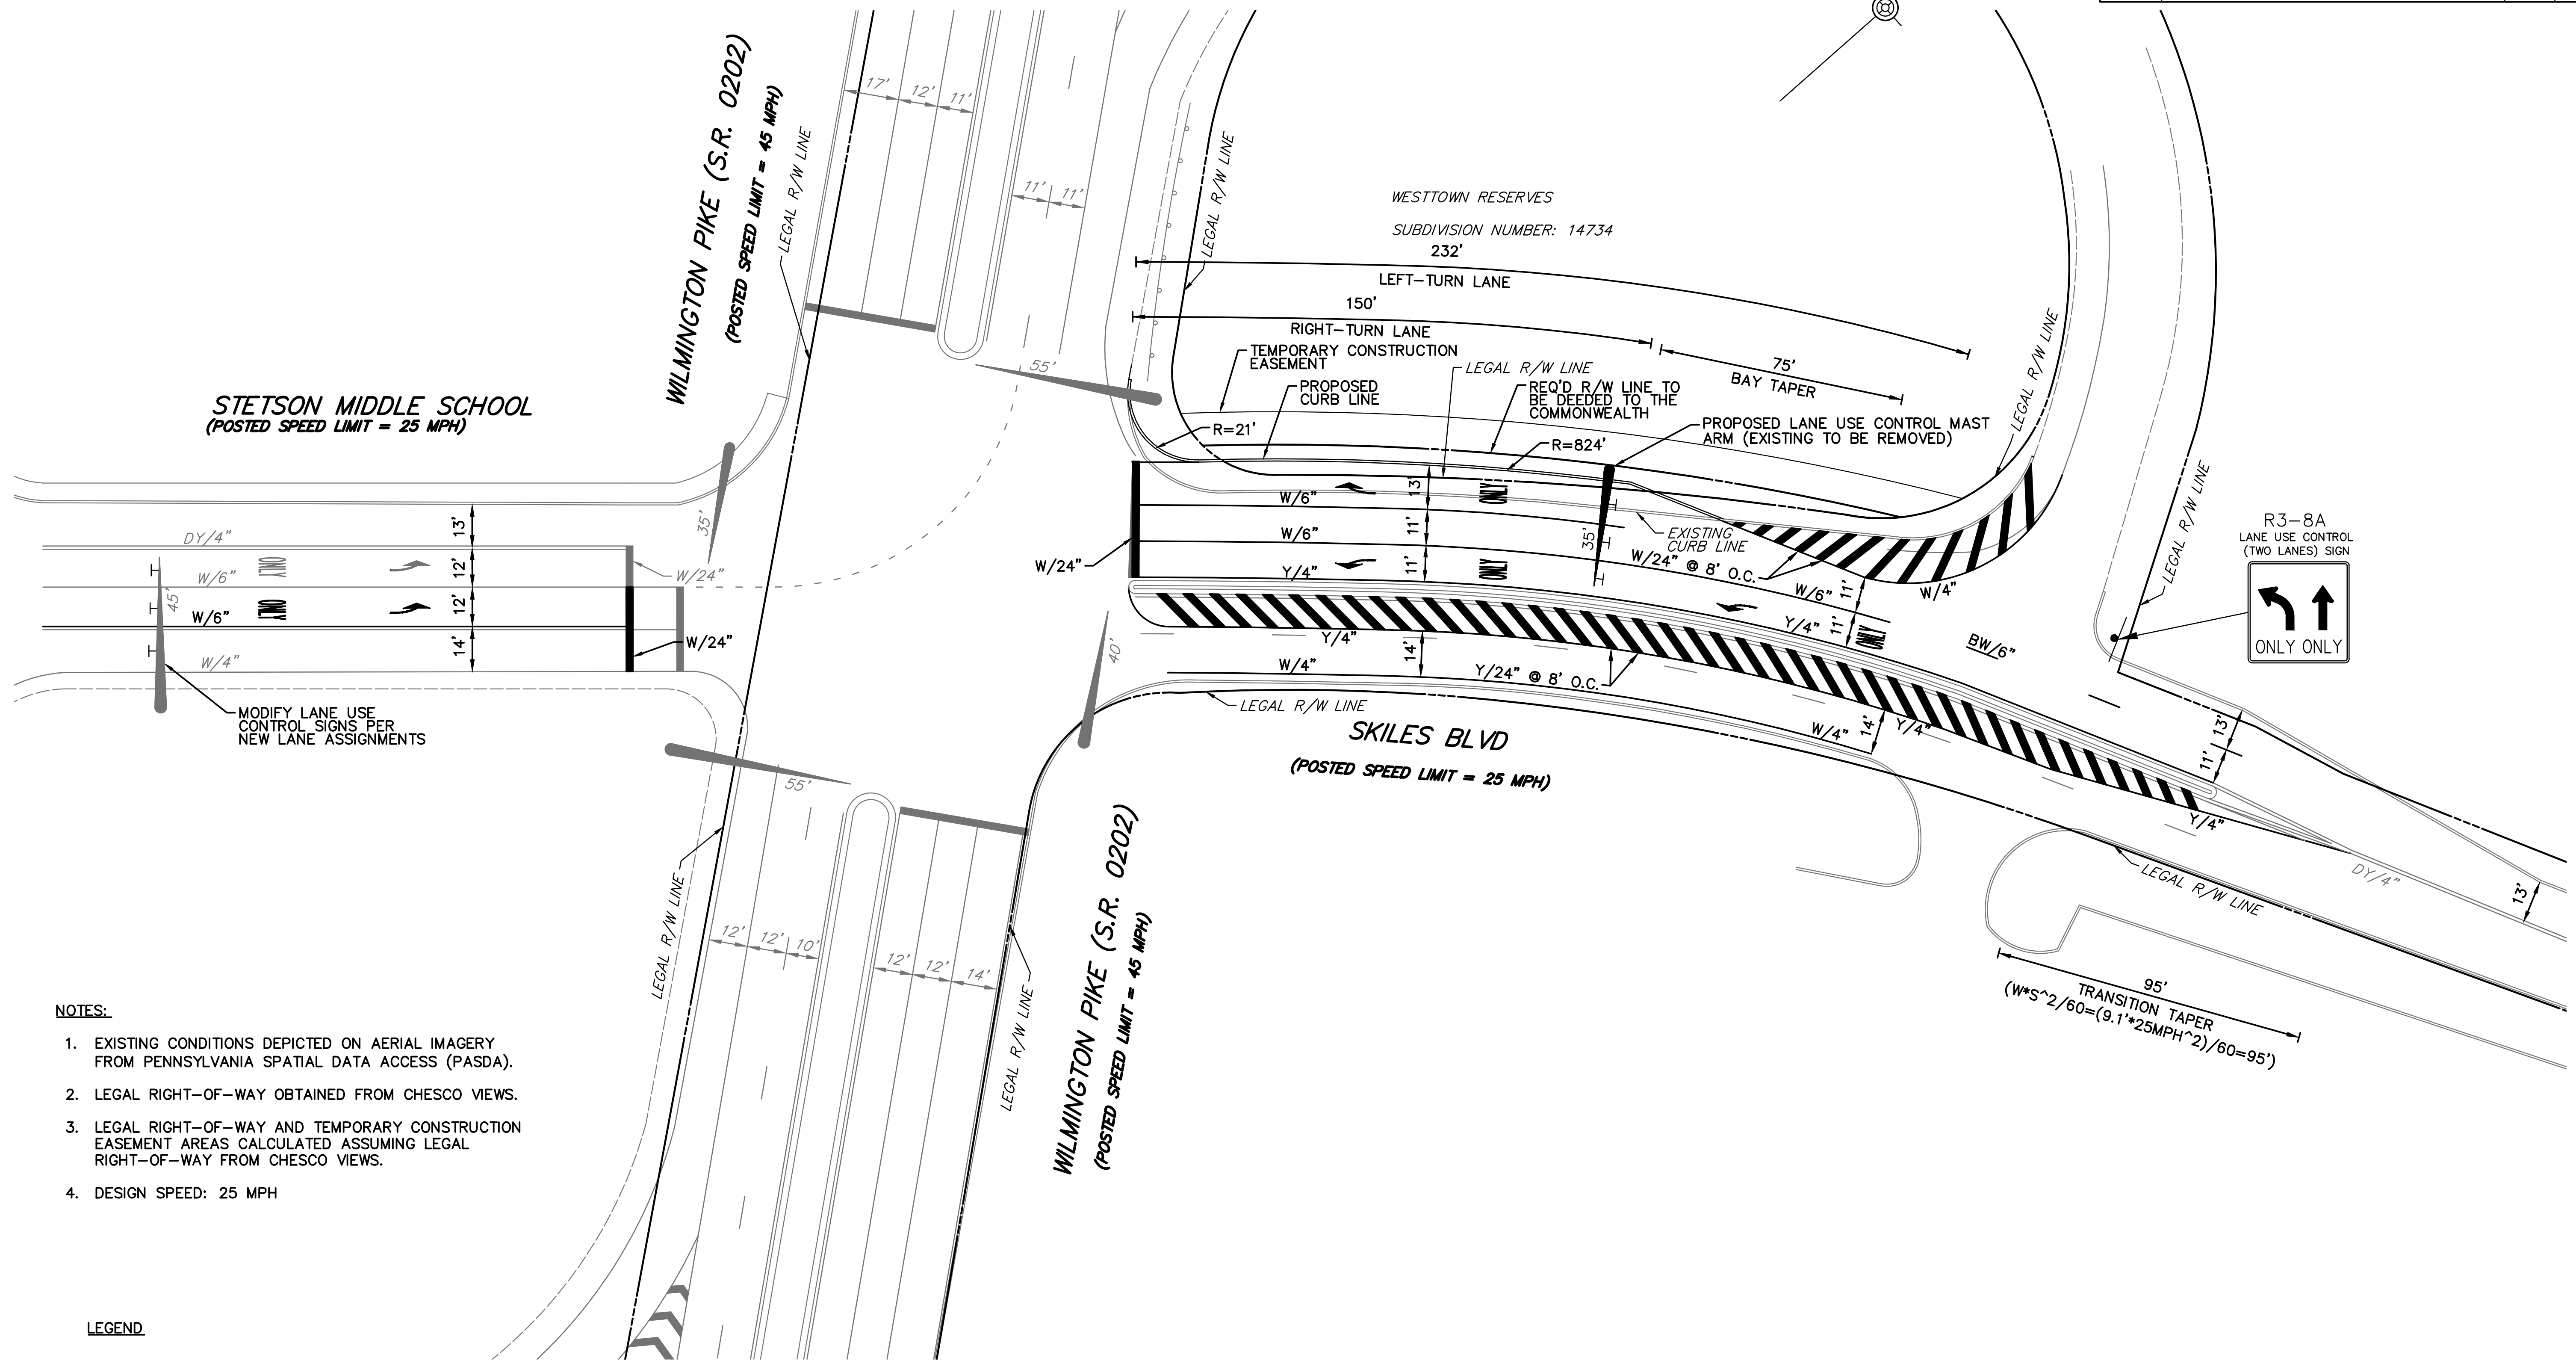 WILMINGTON PIKE (S.R. 0202)
(POSTED SPEED LIMIT = 45 MPH)
LEGAL R/W LINE
17'
12'
11'
11'
11'
LEGAL R/W LINE
WESTTOWN RESERVES
SUBDIVISION NUMBER: 14734
232'
LEFT-TURN LANE
150'
RIGHT-TURN LANE
75'
BAY TAPER
TEMPORARY CONSTRUCTION
EASEMENT
PROPOSED
CURB LINE
LEGAL R/W LINE
REQ'D R/W LINE TO
BE DEEDED TO THE
COMMONWEALTH
PROPOSED LANE USE CONTROL MAST
ARM (EXISTING TO BE REMOVED)
LEGAL R/W LINE
R=21'
R=824'
55'
STETSON MIDDLE SCHOOL
(POSTED SPEED LIMIT = 25 MPH)
35'
13'
DY/4"
ONLY
12'
W/24"
W/6"
45'
ONLY
12'
W/6"
14'
W/24"
W/4"
MODIFY LANE USE
CONTROL SIGNS PER
NEW LANE ASSIGNMENTS
W/6"
13'
ONLY
W/6"
11'
W/24"
Y/4"
11'
ONLY
35'
EXISTING
CURB LINE
W/24" @ 8' O.C.
W/6"
11'
W/4"
Y/4"
11'
ONLY
BW/6"
LEGAL R/W LINE
R3-8A
LANE USE CONTROL
(TWO LANES) SIGN
ONLY ONLY
40'
Y/4"
14'
W/4"
Y/24" @ 8' O.C.
LEGAL R/W LINE
SKILES BLVD
(POSTED SPEED LIMIT = 25 MPH)
W/4"
14'
Y/4"
13'
11'
Y/4"
DY/4"
13'
LEGAL R/W LINE
95'
TRANSITION TAPER
(W*S^2/60=(9.1'*25MPH^2)/60=95')
55'
LEGAL R/W LINE
12'
12'
10'
12'
12'
14'
LEGAL R/W LINE
WILMINGTON PIKE (S.R. 0202)
(POSTED SPEED LIMIT = 45 MPH)
NOTES:
1. EXISTING CONDITIONS DEPICTED ON AERIAL IMAGERY
FROM PENNSYLVANIA SPATIAL DATA ACCESS (PASDA).
2. LEGAL RIGHT-OF-WAY OBTAINED FROM CHESCO VIEWS.
3. LEGAL RIGHT-OF-WAY AND TEMPORARY CONSTRUCTION
EASEMENT AREAS CALCULATED ASSUMING LEGAL
RIGHT-OF-WAY FROM CHESCO VIEWS.
4. DESIGN SPEED: 25 MPH
LEGEND